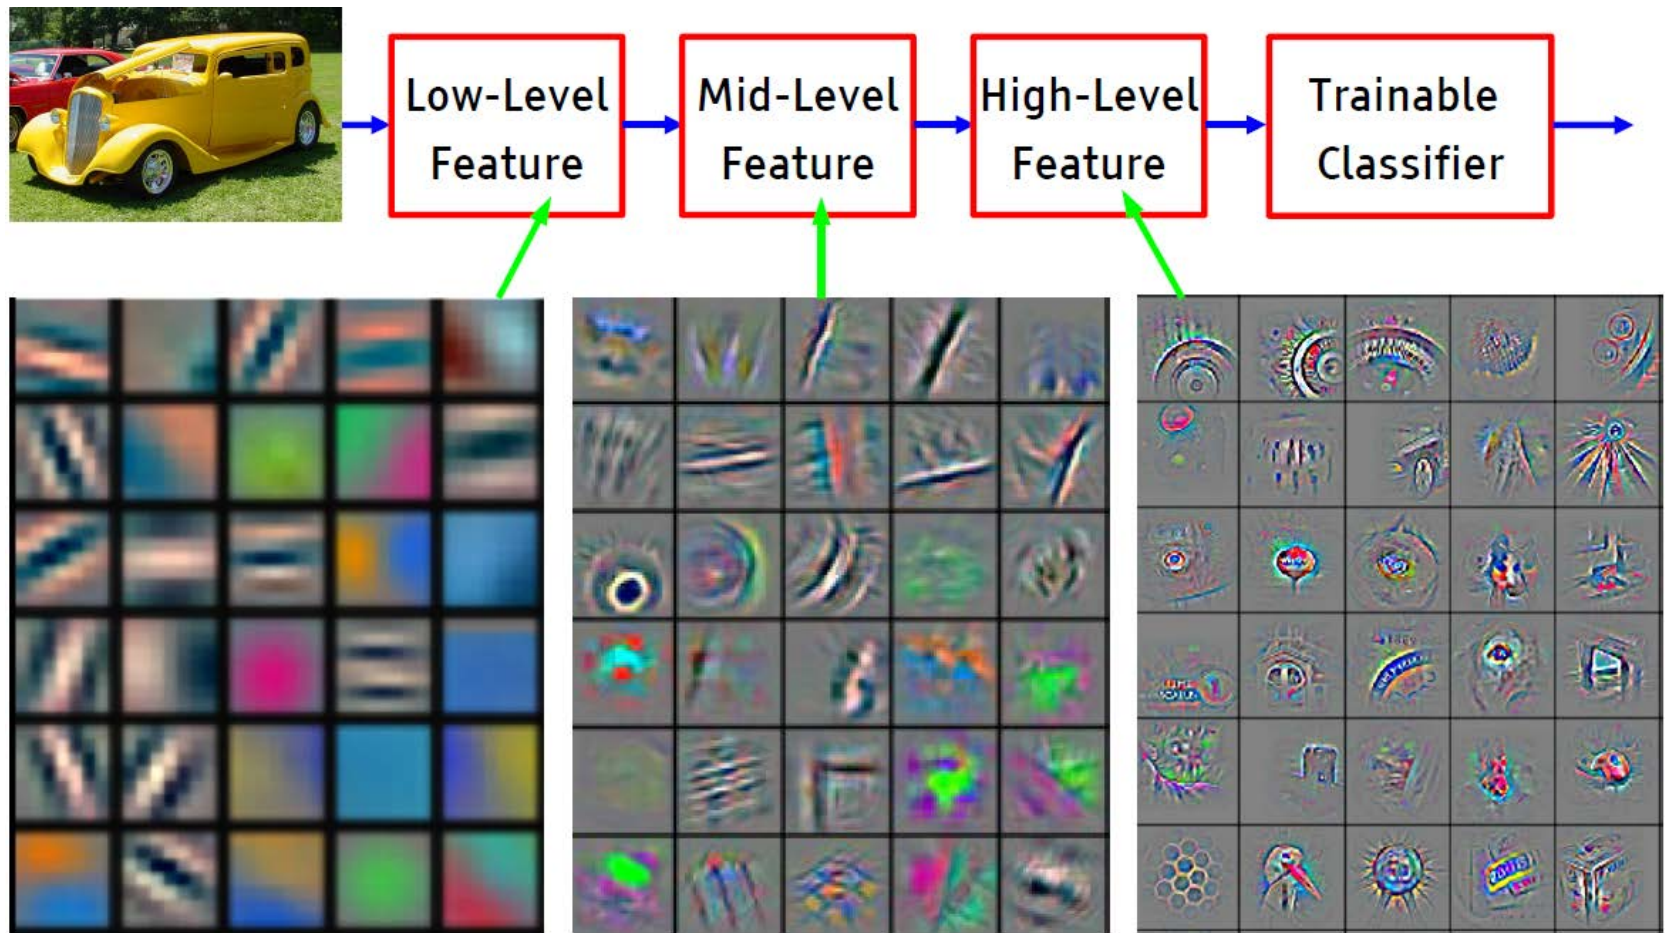 Low-Level
Feature
Mid-Level
Feature
High-Level
Feature
Trainable
Classifier